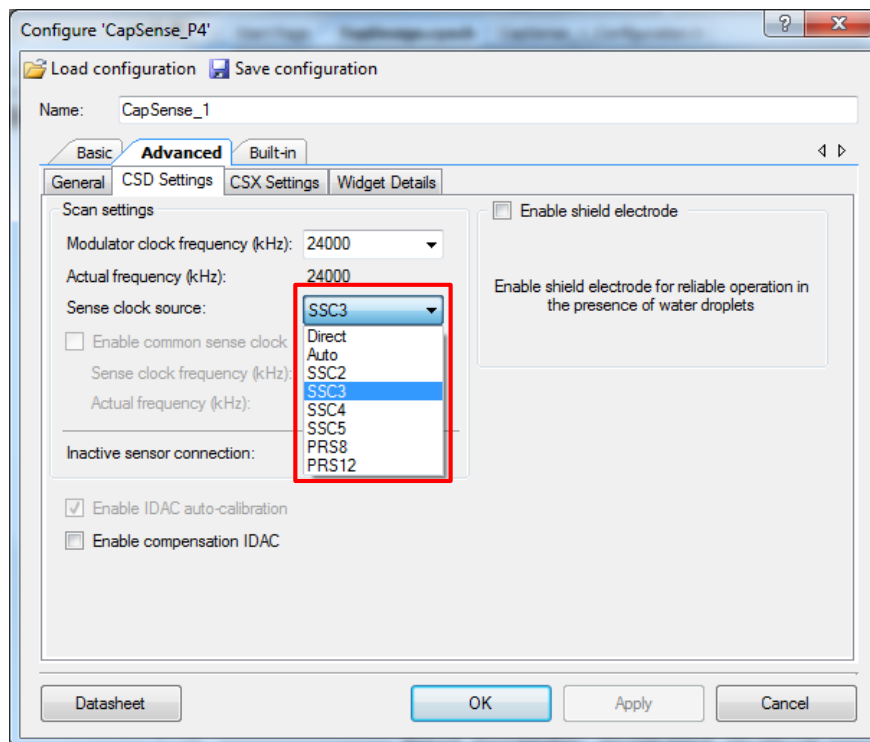 Configure 'CapSense_P4'
Load configuration Save configuration
Name: CapSense_1
Basic Advanced Built-in
General CSD Settings CSX Settings Widget Details
Scan settings
Enable shield electrode
Modulator clock frequency (kHz): 24000
Actual frequency (kHz): 24000
Enable shield electrode for reliable operation in
the presence of water droplets
Sense clock source: SSC3
Direct
Enable common sense clock
Auto
SSC2
Sense clock frequency (kHz):
SSC3
Actual frequency (kHz):
SSC4
SSC5
PRS8
Inactive sensor connection:
PRS12
Enable IDAC auto-calibration
Enable compensation IDAC
Datasheet OK Apply Cancel